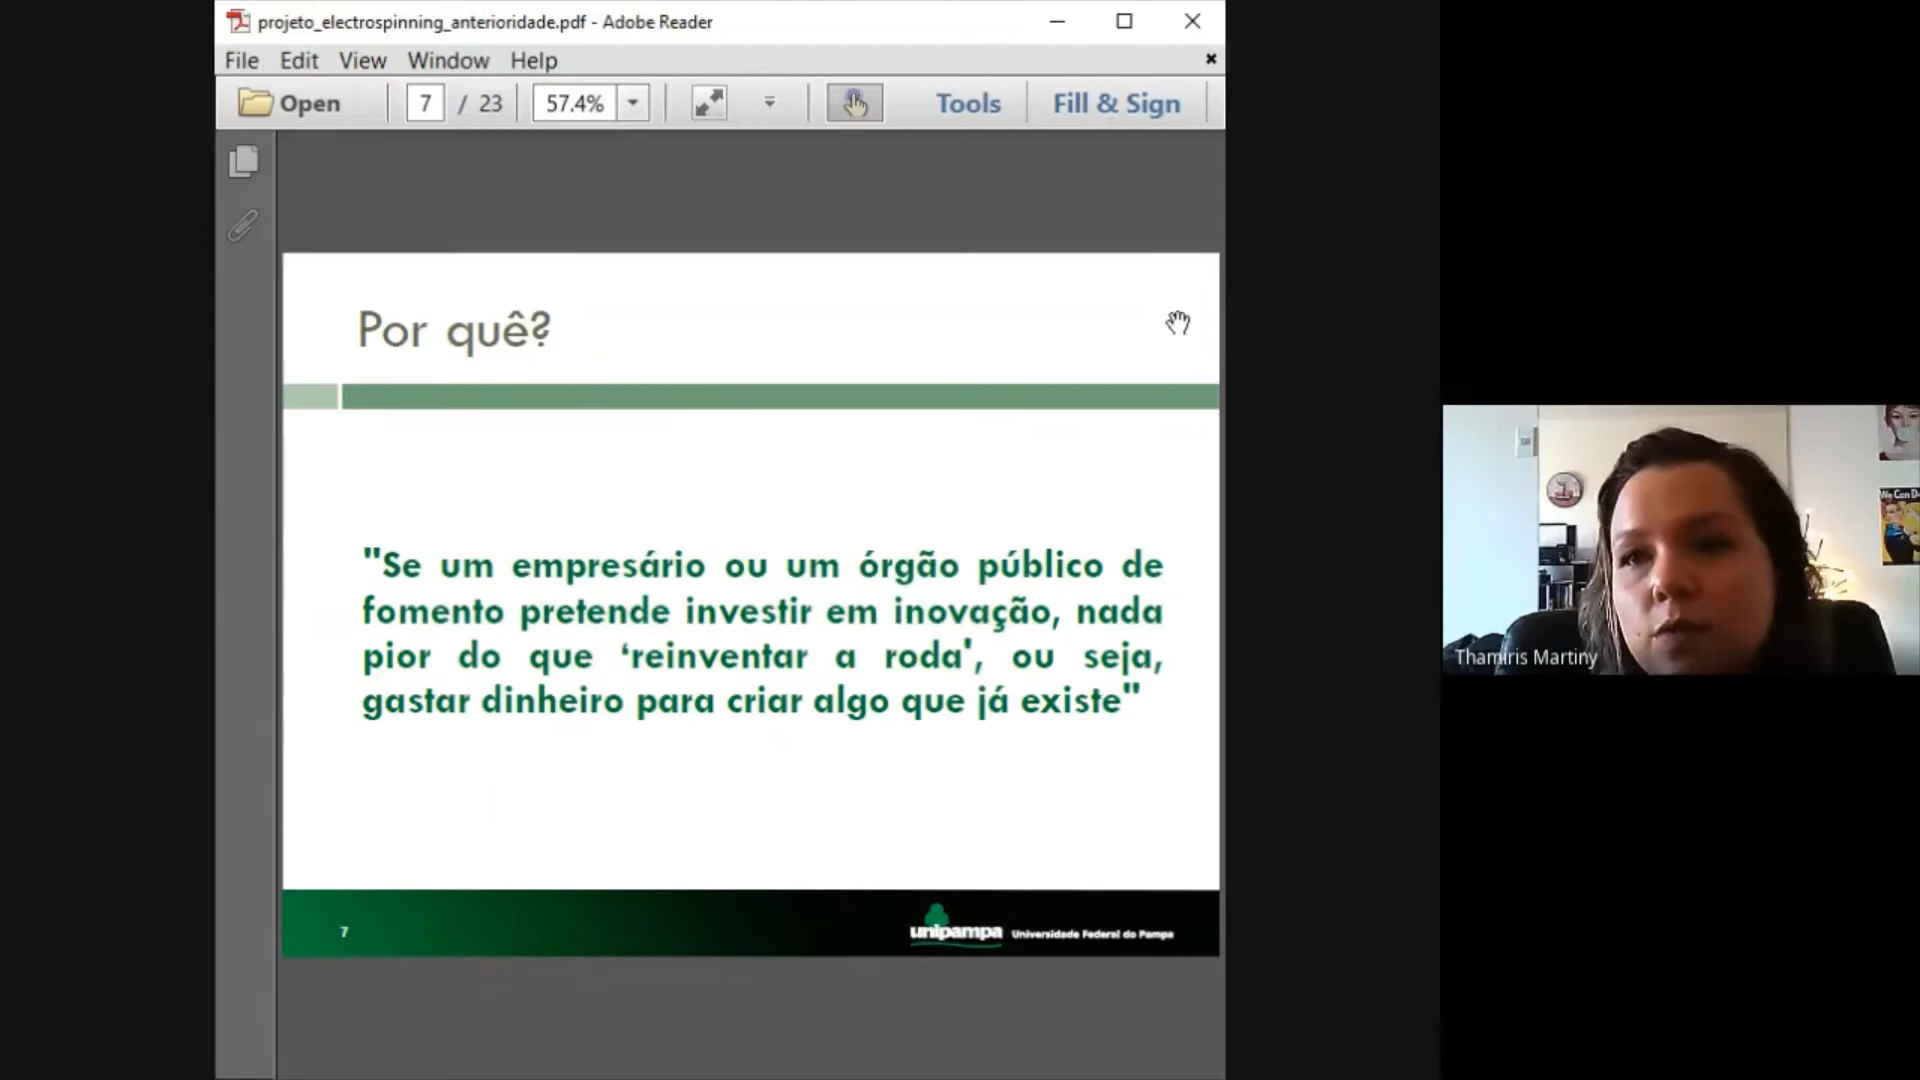 projeto_electrospinning_anterioridade.pdf - Adobe Reader
File Edit View Window Help
Open 7 / 23 57.4% Tools Fill & Sign
Por quê?
"Se um empresário ou um órgão público de
fomento pretende investir em inovação, nada
pior do que ‘reinventar a roda', ou seja,
gastar dinheiro para criar algo que já existe"
7 unipampa Universidade Federal do Pampa
We Can D
Thamiris Martiny